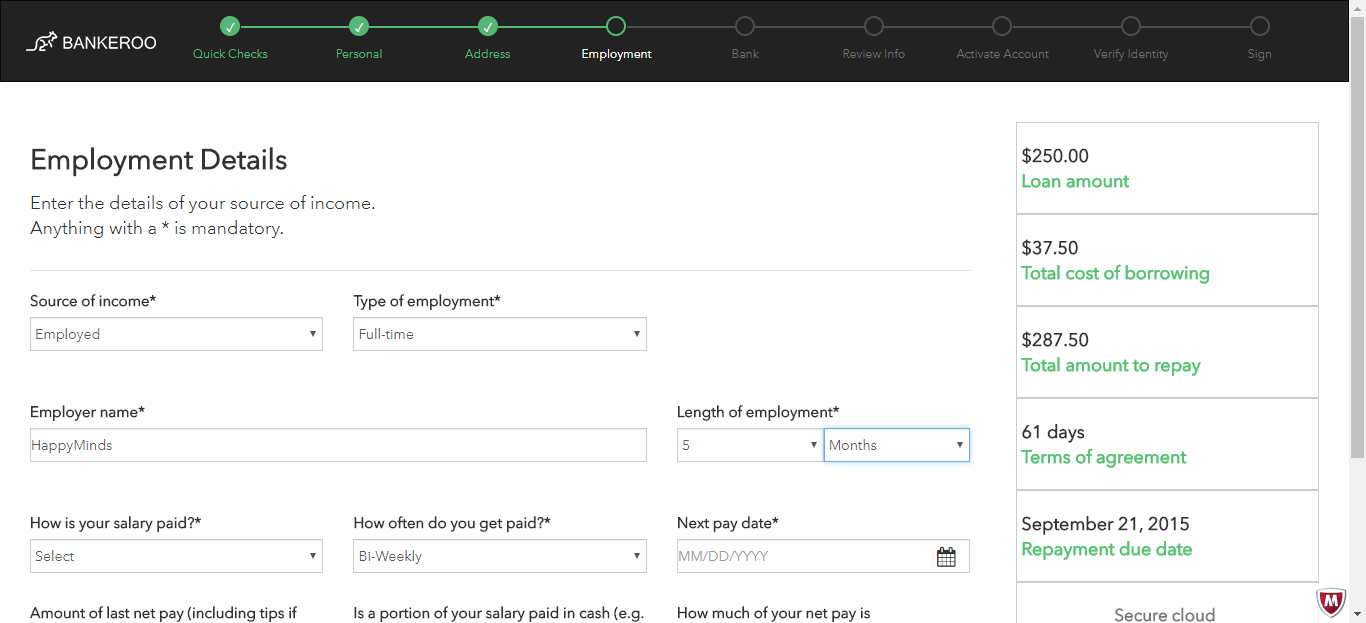 BANKEROO
Quick Checks
Personal
Address
Employment
Bank
Review Info
Activate Account
Verify Identity
Sign
Employment Details
Enter the details of your source of income.
Anything with a * is mandatory.
Source of income*
Type of employment*
Employed
Full-time
Employer name*
Length of employment*
HappyMinds
5
Months
How is your salary paid?*
How often do you get paid?*
Next pay date*
Select
Bi-Weekly
MM/DD/YYYY
Amount of last net pay (including tips if
Is a portion of your salary paid in cash (e.g.
How much of your net pay is
$250.00
Loan amount
$37.50
Total cost of borrowing
$287.50
Total amount to repay
61 days
Terms of agreement
September 21, 2015
Repayment due date
Secure cloud
M